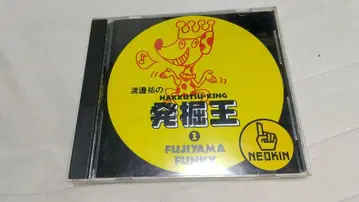 渡邊祐の
HAKKUTSU-KING
発掘王
1
FUJIYAMA
FUNKY
NEOKIN